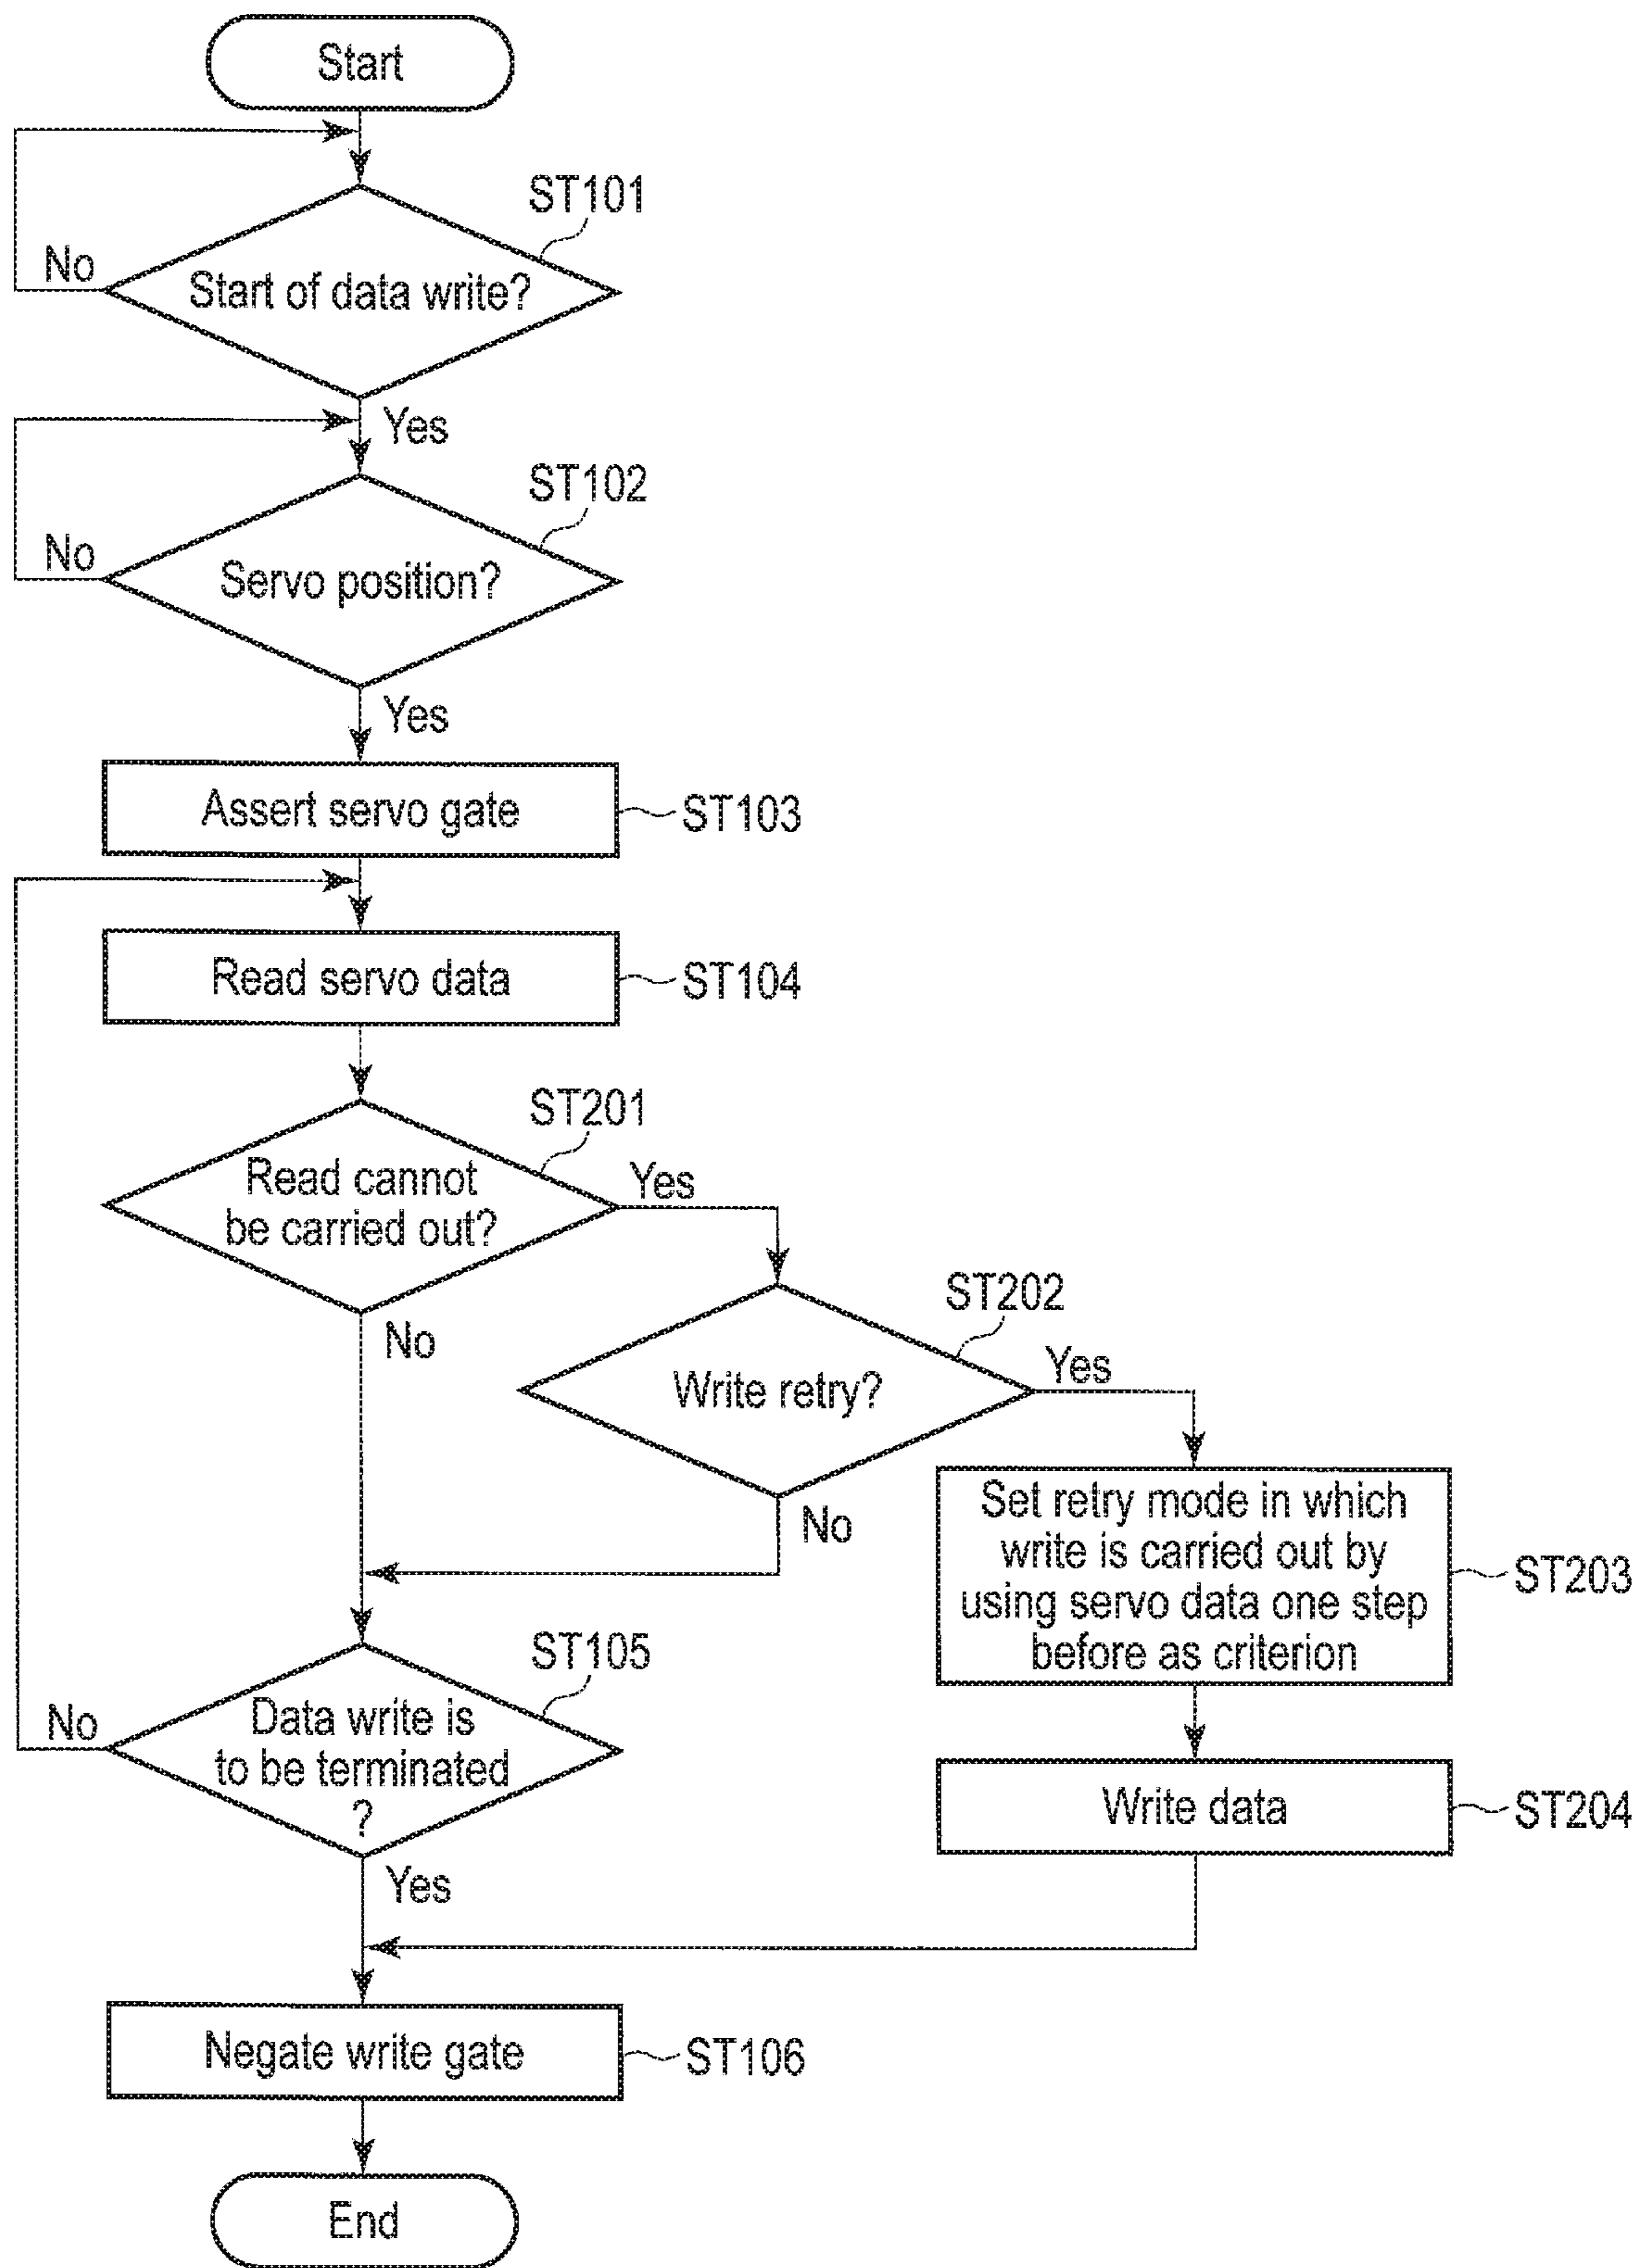 Start
ST101
No
Start of data write?
Yes
ST102
No
Servo position?
Yes
Assert servo gate
ST103
Read servo data
ST104
ST201
Read cannot
be carried out?
Yes
No
ST202
Write retry?
Yes
No
Set retry mode in which
write is carried out by
using servo data one step
before as criterion
ST203
ST105
No
Data write is
to be terminated
?
Yes
Write data
ST204
Negate write gate
ST106
End